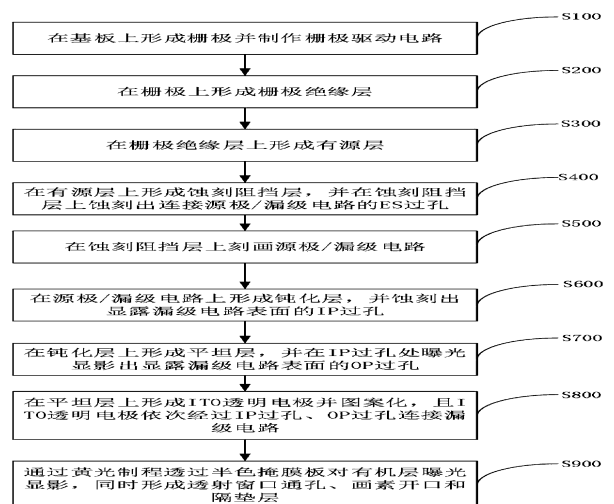 S100
在基板上形成栅极并制作栅极驱动电路
S200
在栅极上形成栅极绝缘层
S300
在栅极绝缘层上形成有源层
S400
在有源层上形成蚀刻阻挡层，并在蚀刻阻挡
层上蚀刻出连接源极/漏级电路的ES过孔
S500
在蚀刻阻挡层上刻画源极/漏级电路
S600
在源极/漏级电路上形成钝化层，并蚀刻出
显露漏级电路表面的IP过孔
S700
在钝化层上形成平坦层，并在IP过孔处曝光
显影出显露漏级电路表面的OP过孔
S800
在平坦层上形成ITO透明电极并图案化，且I
TO透明电极依次经过IP过孔、OP过孔连接漏
级电路
S900
通过黄光制程透过半色掩膜板对有机层曝光
显影，同时形成透射窗口通孔、画素开口和
隔垫层